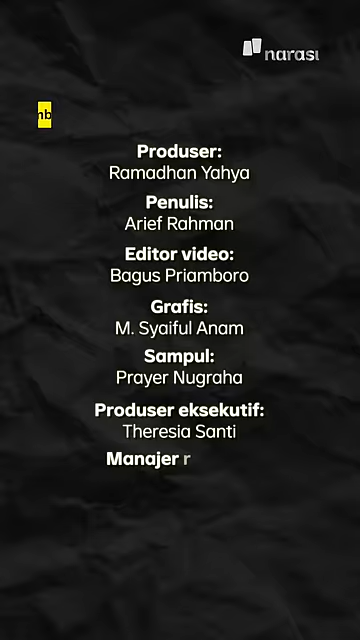 narasi
nb
Produser:
Ramadhan Yahya
Penulis:
Arief Rahman
Editor video:
Bagus Priamboro
Grafis:
M. Syaiful Anam
Sampul:
Prayer Nugraha
Produser eksekutif:
Theresia Santi
Manajer r